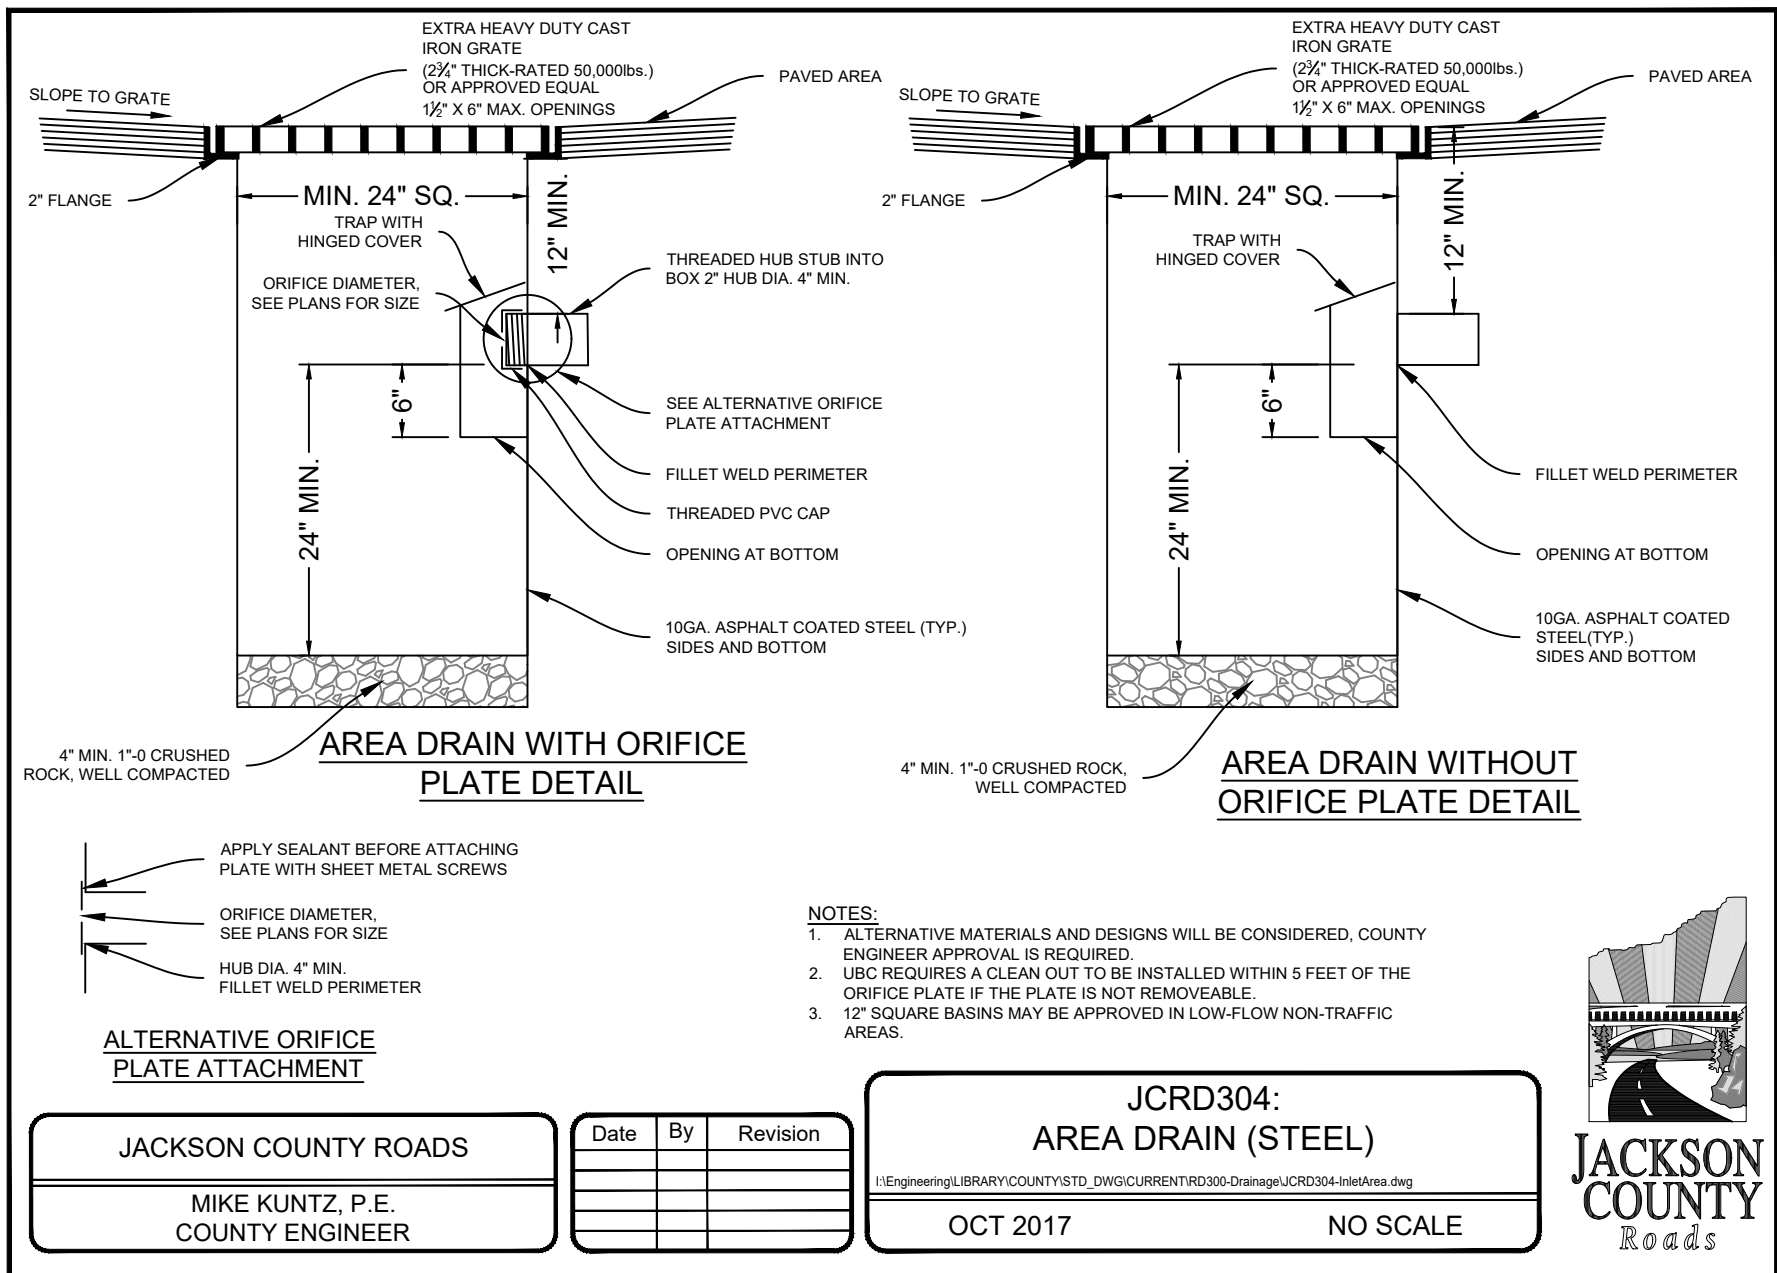 EXTRA HEAVY DUTY CAST
IRON GRATE
(2¾" THICK-RATED 50,000lbs.)
OR APPROVED EQUAL
1½" X 6" MAX. OPENINGS
PAVED AREA
SLOPE TO GRATE
2" FLANGE
MIN. 24" SQ.
12" MIN.
TRAP WITH
HINGED COVER
ORIFICE DIAMETER,
SEE PLANS FOR SIZE
THREADED HUB STUB INTO
BOX 2" HUB DIA. 4" MIN.
6"
24" MIN.
SEE ALTERNATIVE ORIFICE
PLATE ATTACHMENT
FILLET WELD PERIMETER
THREADED PVC CAP
OPENING AT BOTTOM
10GA. ASPHALT COATED STEEL (TYP.)
SIDES AND BOTTOM
4" MIN. 1"-0 CRUSHED
ROCK, WELL COMPACTED
AREA DRAIN WITH ORIFICE
PLATE DETAIL
EXTRA HEAVY DUTY CAST
IRON GRATE
(2¾" THICK-RATED 50,000lbs.)
OR APPROVED EQUAL
1½" X 6" MAX. OPENINGS
PAVED AREA
SLOPE TO GRATE
2" FLANGE
MIN. 24" SQ.
12" MIN.
TRAP WITH
HINGED COVER
6"
24" MIN.
FILLET WELD PERIMETER
OPENING AT BOTTOM
10GA. ASPHALT COATED
STEEL(TYP.)
SIDES AND BOTTOM
4" MIN. 1"-0 CRUSHED ROCK,
WELL COMPACTED
AREA DRAIN WITHOUT
ORIFICE PLATE DETAIL
APPLY SEALANT BEFORE ATTACHING
PLATE WITH SHEET METAL SCREWS
ORIFICE DIAMETER,
SEE PLANS FOR SIZE
HUB DIA. 4" MIN.
FILLET WELD PERIMETER
ALTERNATIVE ORIFICE
PLATE ATTACHMENT
NOTES:
1. ALTERNATIVE MATERIALS AND DESIGNS WILL BE CONSIDERED, COUNTY
ENGINEER APPROVAL IS REQUIRED.
2. UBC REQUIRES A CLEAN OUT TO BE INSTALLED WITHIN 5 FEET OF THE
ORIFICE PLATE IF THE PLATE IS NOT REMOVEABLE.
3. 12" SQUARE BASINS MAY BE APPROVED IN LOW-FLOW NON-TRAFFIC
AREAS.
JACKSON COUNTY ROADS
MIKE KUNTZ, P.E.
COUNTY ENGINEER
Date By Revision
JCRD304:
AREA DRAIN (STEEL)
I:\Engineering\LIBRARY\COUNTY\STD_DWG\CURRENT\RD300-Drainage\JCRD304-InletArea.dwg
OCT 2017 NO SCALE
14
JACKSON
COUNTY
Roads